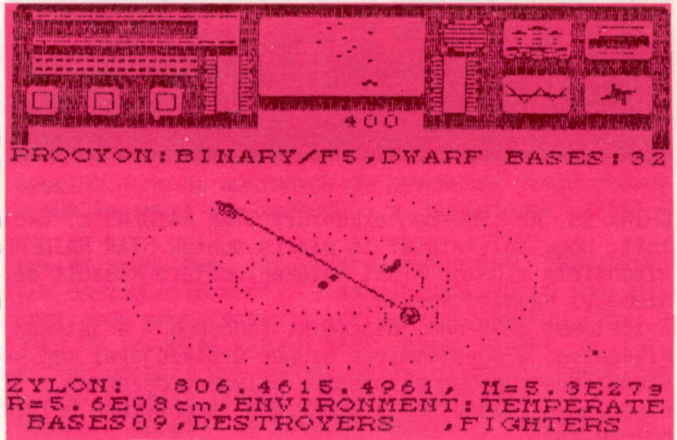 400
PROCYON:BINARY/F5,DWARF BASES:32
ZYLON: 806.4615.4961, M=5.3E27g
R=5.6E08cm,ENVIRONMENT:TEMPERATE
BASES09,DESTROYERS ,FIGHTERS